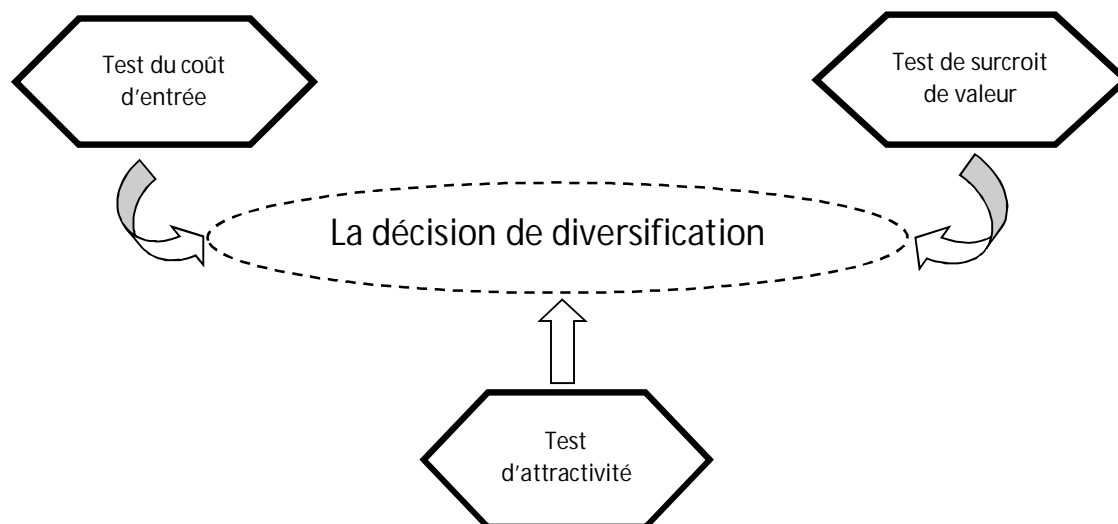 Test du coût
d'entrée
Test de surcroit
de valeur
La décision de diversification
Test
d'attractivité